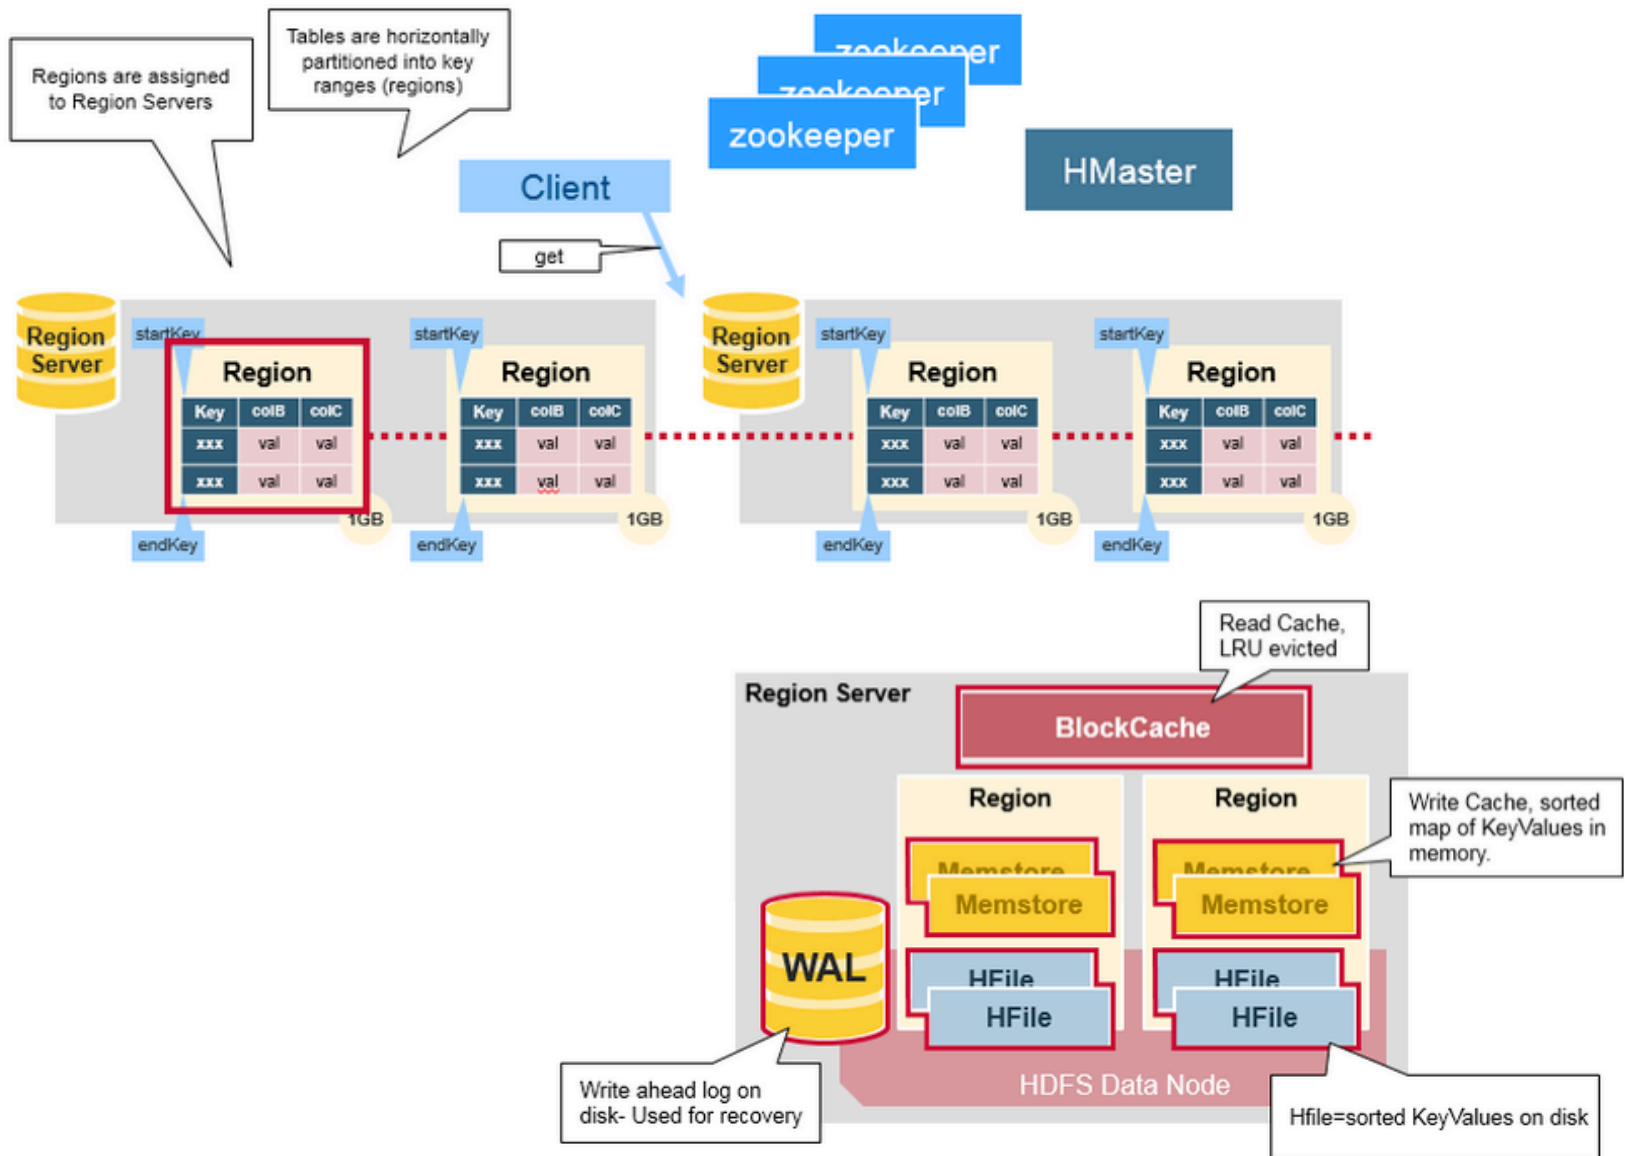 Regions are assigned
to Region Servers
Tables are horizontally
partitioned into key
ranges (regions)
zookeeper
zookeeper
zookeeper
HMaster
Client
get
Region
Server
startKey
Region
Key colB colC
xxx val val
xxx val val
1GB
endKey
startKey
Region
Key colB colC
xxx val val
xxx val val
1GB
endKey
Region
Server
startKey
Region
Key colB colC
xxx val val
xxx val val
1GB
endKey
startKey
Region
Key colB colC
xxx val val
xxx val val
1GB
endKey
Read Cache,
LRU evicted
Region Server
BlockCache
Region
Memstore
Memstore
HFile
HFile
Region
Memstore
Memstore
HFile
HFile
Write Cache, sorted
map of KeyValues in
memory.
WAL
HDFS Data Node
Write ahead log on
disk- Used for recovery
Hfile=sorted KeyValues on disk